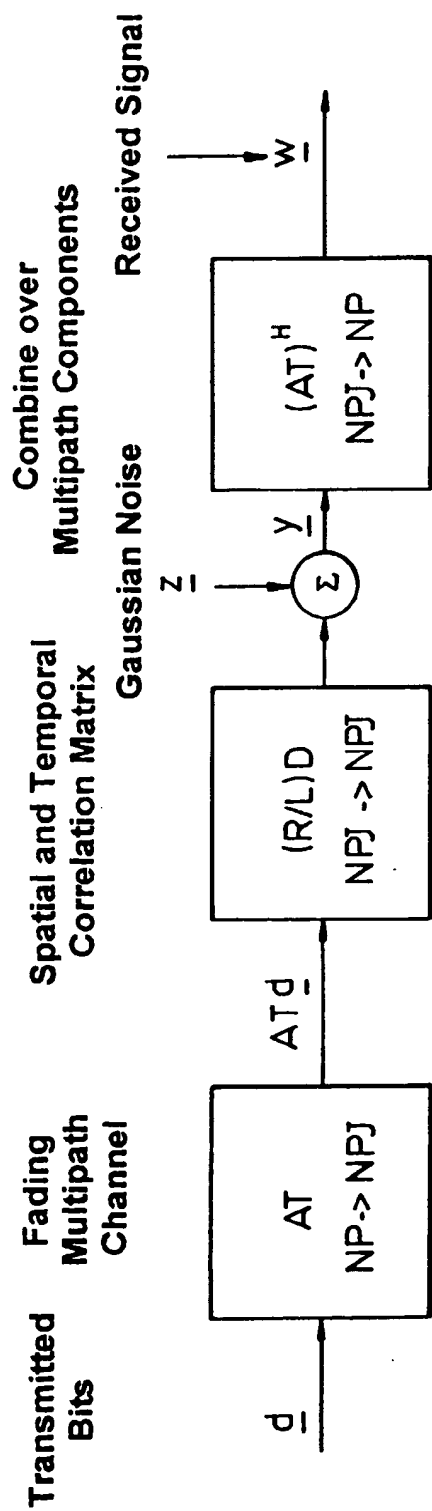 Transmitted
Bits
d
Fading
Multipath
Channel
AT
NP->NPJ
ATd
Spatial and Temporal
Correlation Matrix
(R/L)D
NPJ -> NPJ
Gaussian Noise
z
Σ
y
Combine over
Multipath Components
(AT)^H
NPJ-> NP
Received Signal
w